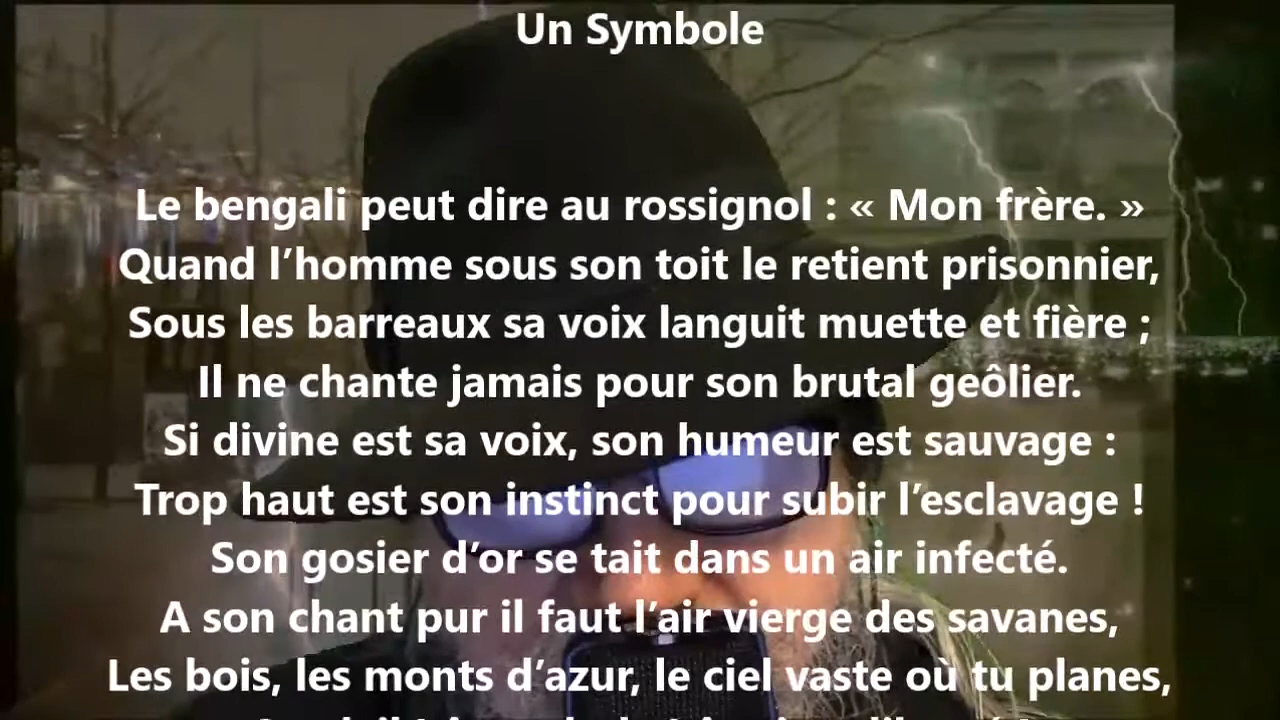 Un Symbole
Le bengali peut dire au rossignol : « Mon frère. »
Quand l’homme sous son toit le retient prisonnier,
Sous les barreaux sa voix languit muette et fière ;
Il ne chante jamais pour son brutal geôlier.
Si divine est sa voix, son humeur est sauvage :
Trop haut est son instinct pour subir l’esclavage !
Son gosier d’or se tait dans un air infecté.
A son chant pur il faut l’air vierge des savanes,
Les bois, les monts d’azur, le ciel vaste où tu planes,